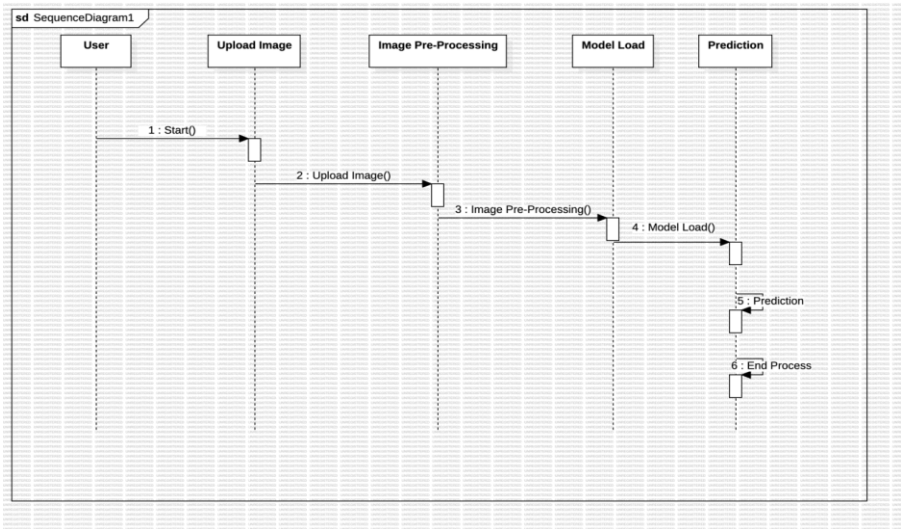 sd SequenceDiagram1
User
Upload Image
Image Pre-Processing
Model Load
Prediction
1 : Start()
2 : Upload Image()
3 : Image Pre-Processing()
4 : Model Load()
5 : Prediction
6 : End Process